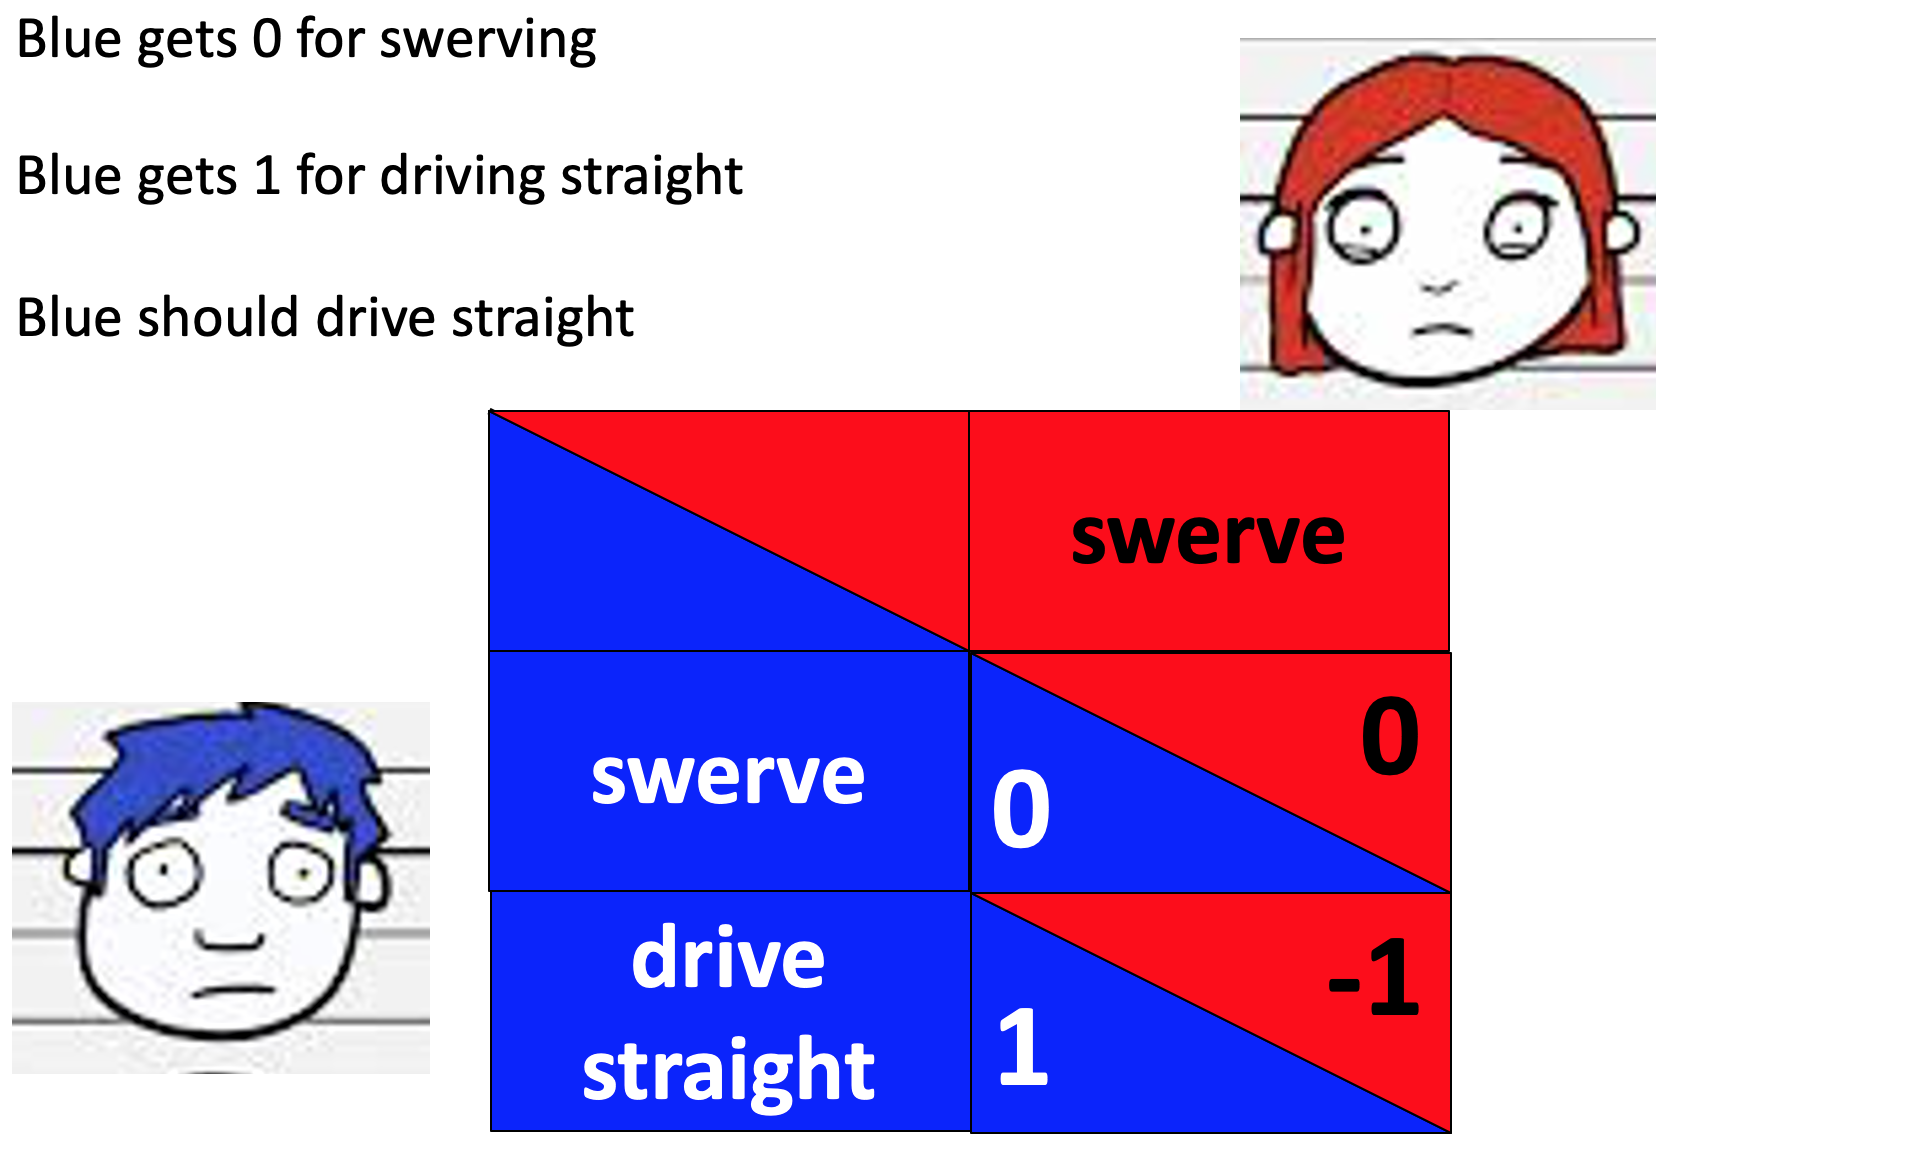 Blue gets 0 for swerving
Blue gets 1 for driving straight
Blue should drive straight
swerve
swerve
0
0
drive
straight
1
-1